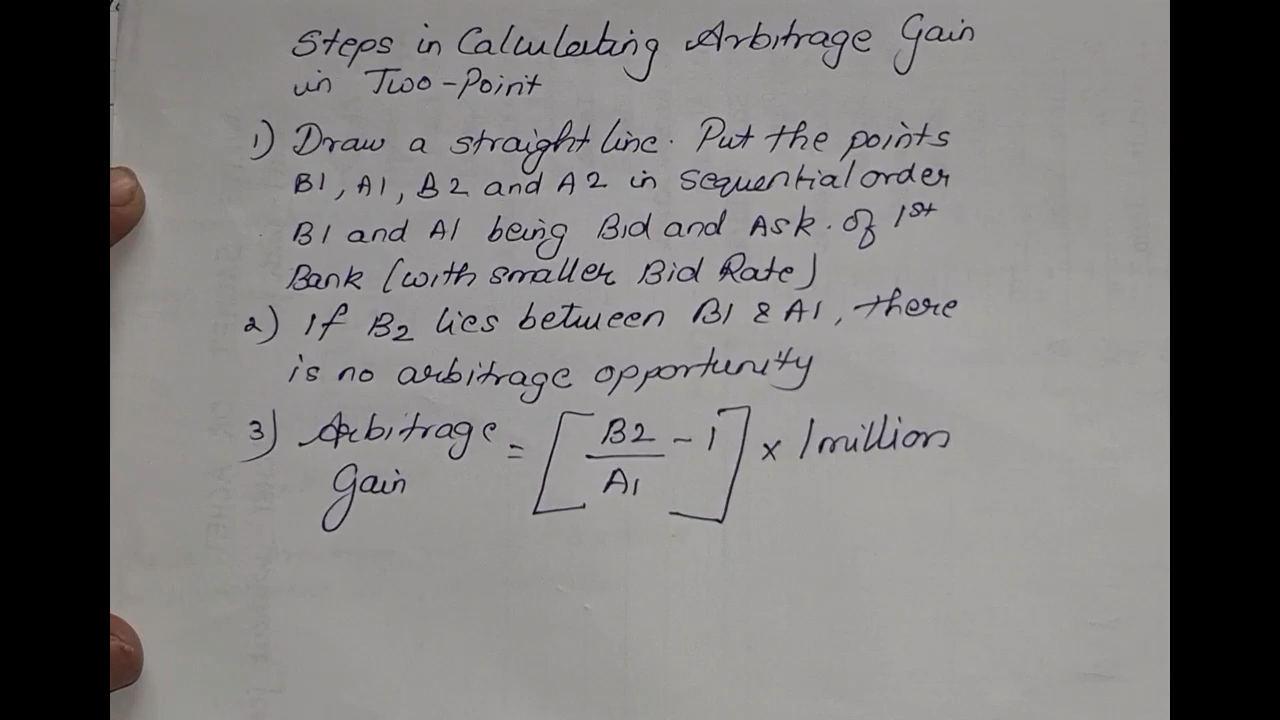 Steps in Calculating Arbitrage Gain
in Two-Point
1) Draw a straight line. Put the points
B1, A1, B2 and A2 in sequential order
B1 and A1 being Bid and Ask. of 1st
Bank (with smaller Bid Rate)
2) If B2 lies between B1 & A1, there
is no arbitrage opportunity
3) Arbitrage Gain = [B2/A1 - 1] x 1 million